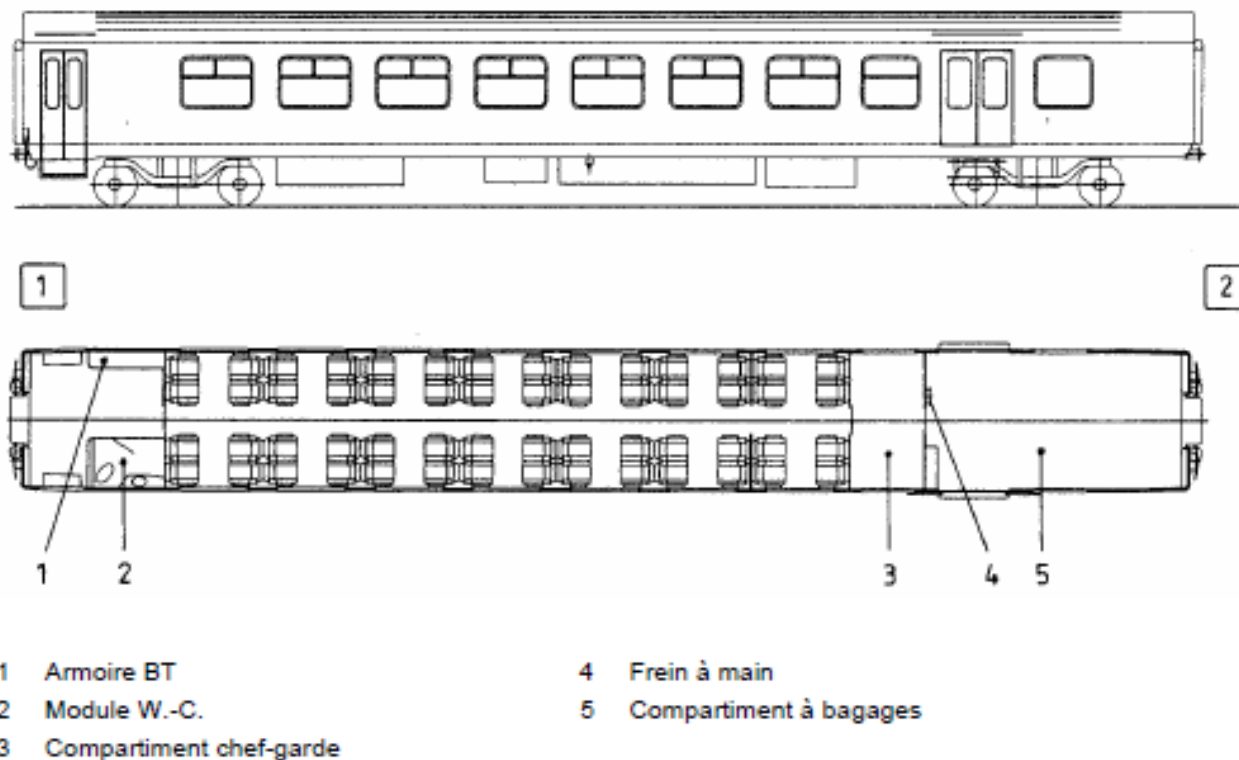 1 2
1 2 3 4 5
1 Armoire BT
2 Module W.-C.
3 Compartiment chef-garde
4 Frein à main
5 Compartiment à bagages